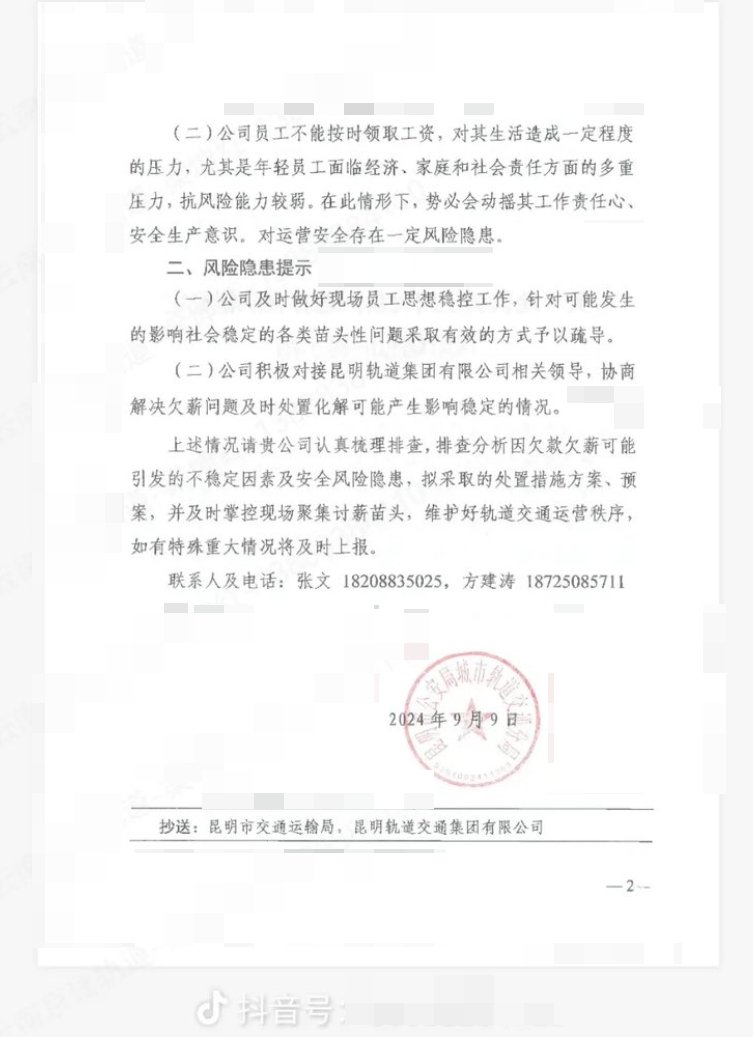 （二）公司员工不能按时领取工资，对其生活造成一定程度
的压力，尤其是年轻员工面临经济、家庭和社会责任方面的多重
压力，抗风险能力较弱。在此情形下，势必会动摇其工作责任心、
安全生产意识。对运营安全存在一定风险隐患。
二、风险隐患提示
（一）公司及时做好现场员工思想稳控工作，针对可能发生
的影响社会稳定的各类苗头性问题采取有效的方式予以疏导。
（二）公司积极对接昆明轨道集团有限公司相关领导，协商
解决欠薪问题及时处置化解可能产生影响稳定的情况。
上述情况请贵公司认真梳理排查，排查分析因欠款欠薪可能
引发的不稳定因素及安全风险隐患，拟采取的处置措施方案、预
案，并及时掌控现场聚集讨薪苗头，维护好轨道交通运营秩序，
如有特殊重大情况将及时上报。
联系人及电话：张文 18208835025，方建涛 18725085711
昆明市公安局城市轨道交通分局
2024年9月9日
抄送：昆明市交通运输局，昆明轨道交通集团有限公司
—2—
抖音号：